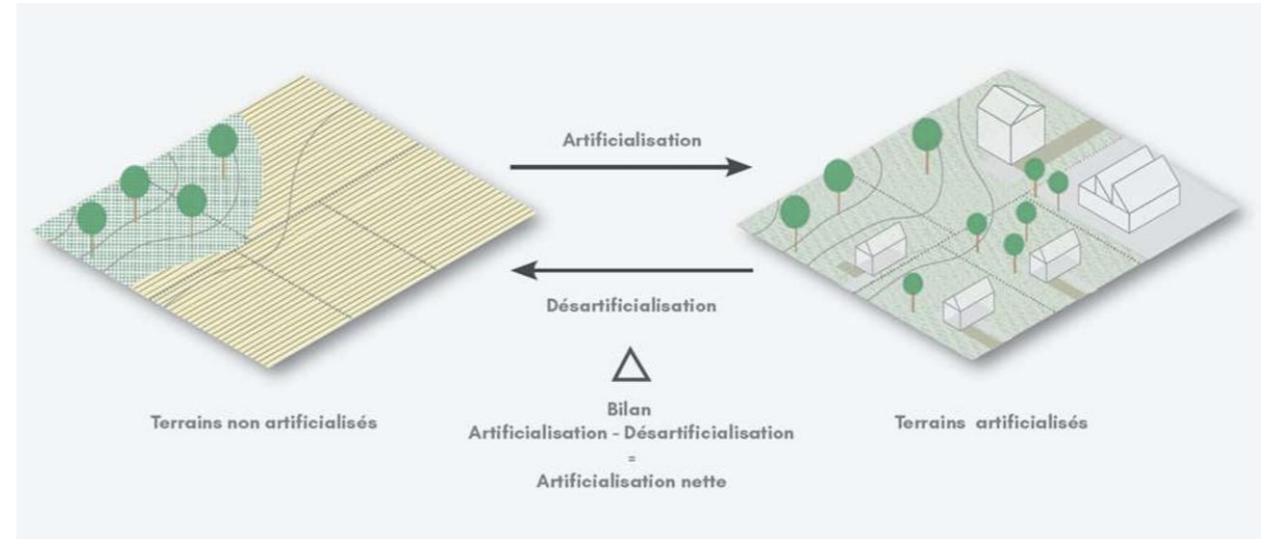 Artificialisation
Désartificialisation
Terrains non artificialisés
Bilan
Artificialisation - Désartificialisation
=
Artificialisation nette
Terrains artificialisés